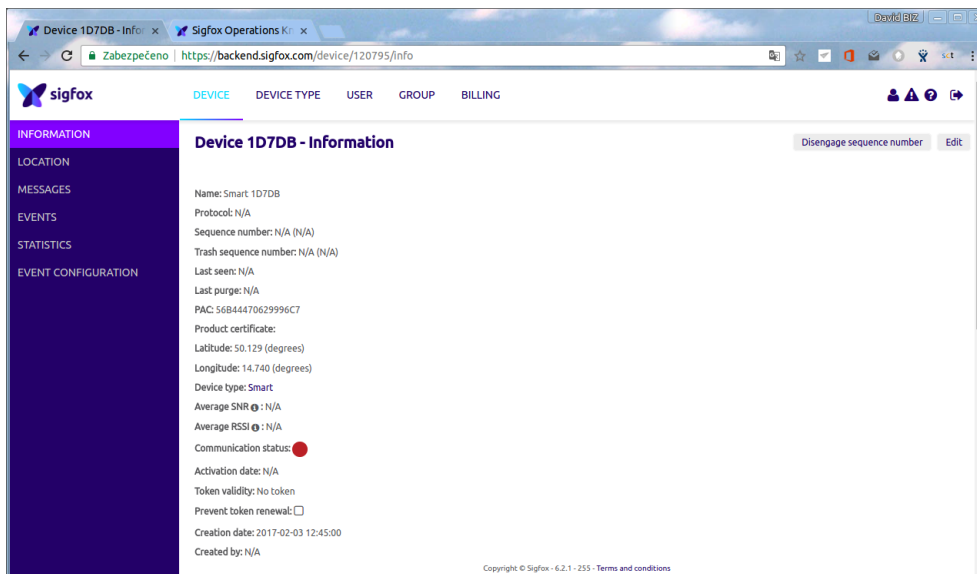 David BIZ
Device 1D7DB - Infor
Sigfox Operations Kn
Zabezpečeno
https://backend.sigfox.com/device/120795/info
sigfox
DEVICE
DEVICE TYPE
USER
GROUP
BILLING
INFORMATION
LOCATION
MESSAGES
EVENTS
STATISTICS
EVENT CONFIGURATION
Device 1D7DB - Information
Disengage sequence number
Edit
Name: Smart 1D7DB
Protocol: N/A
Sequence number: N/A (N/A)
Trash sequence number: N/A (N/A)
Last seen: N/A
Last purge: N/A
PAC: 56B44470629996C7
Product certificate:
Latitude: 50.129 (degrees)
Longitude: 14.740 (degrees)
Device type: Smart
Average SNR : N/A
Average RSSI : N/A
Communication status:
Activation date: N/A
Token validity: No token
Prevent token renewal:
Creation date: 2017-02-03 12:45:00
Created by: N/A
Copyright © Sigfox - 6.2.1 - 255 - Terms and conditions